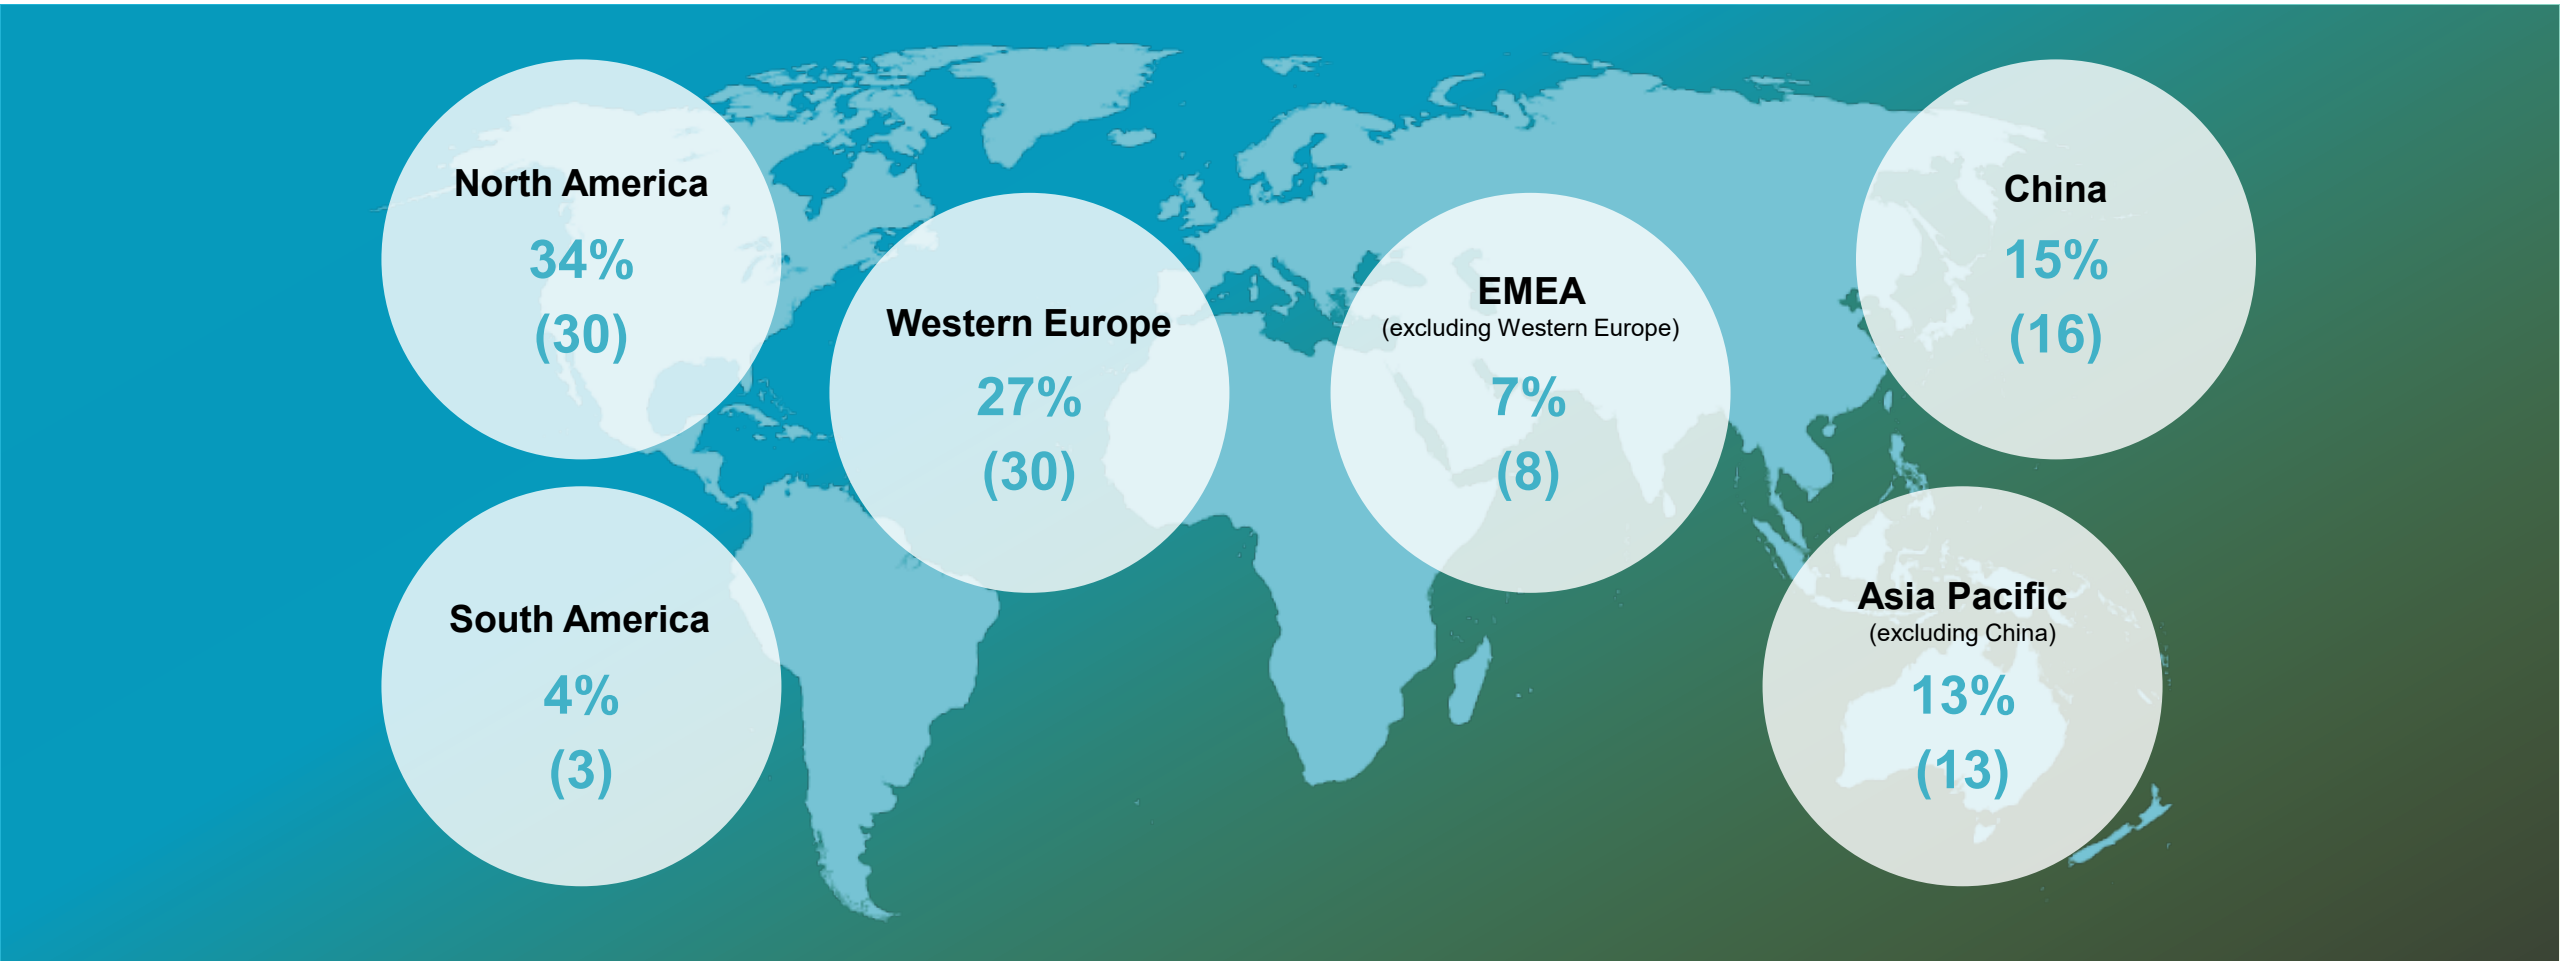 North America
34%
(30)
Western Europe
27%
(30)
EMEA
(excluding Western Europe)
7%
(8)
China
15%
(16)
South America
4%
(3)
Asia Pacific
(excluding China)
13%
(13)